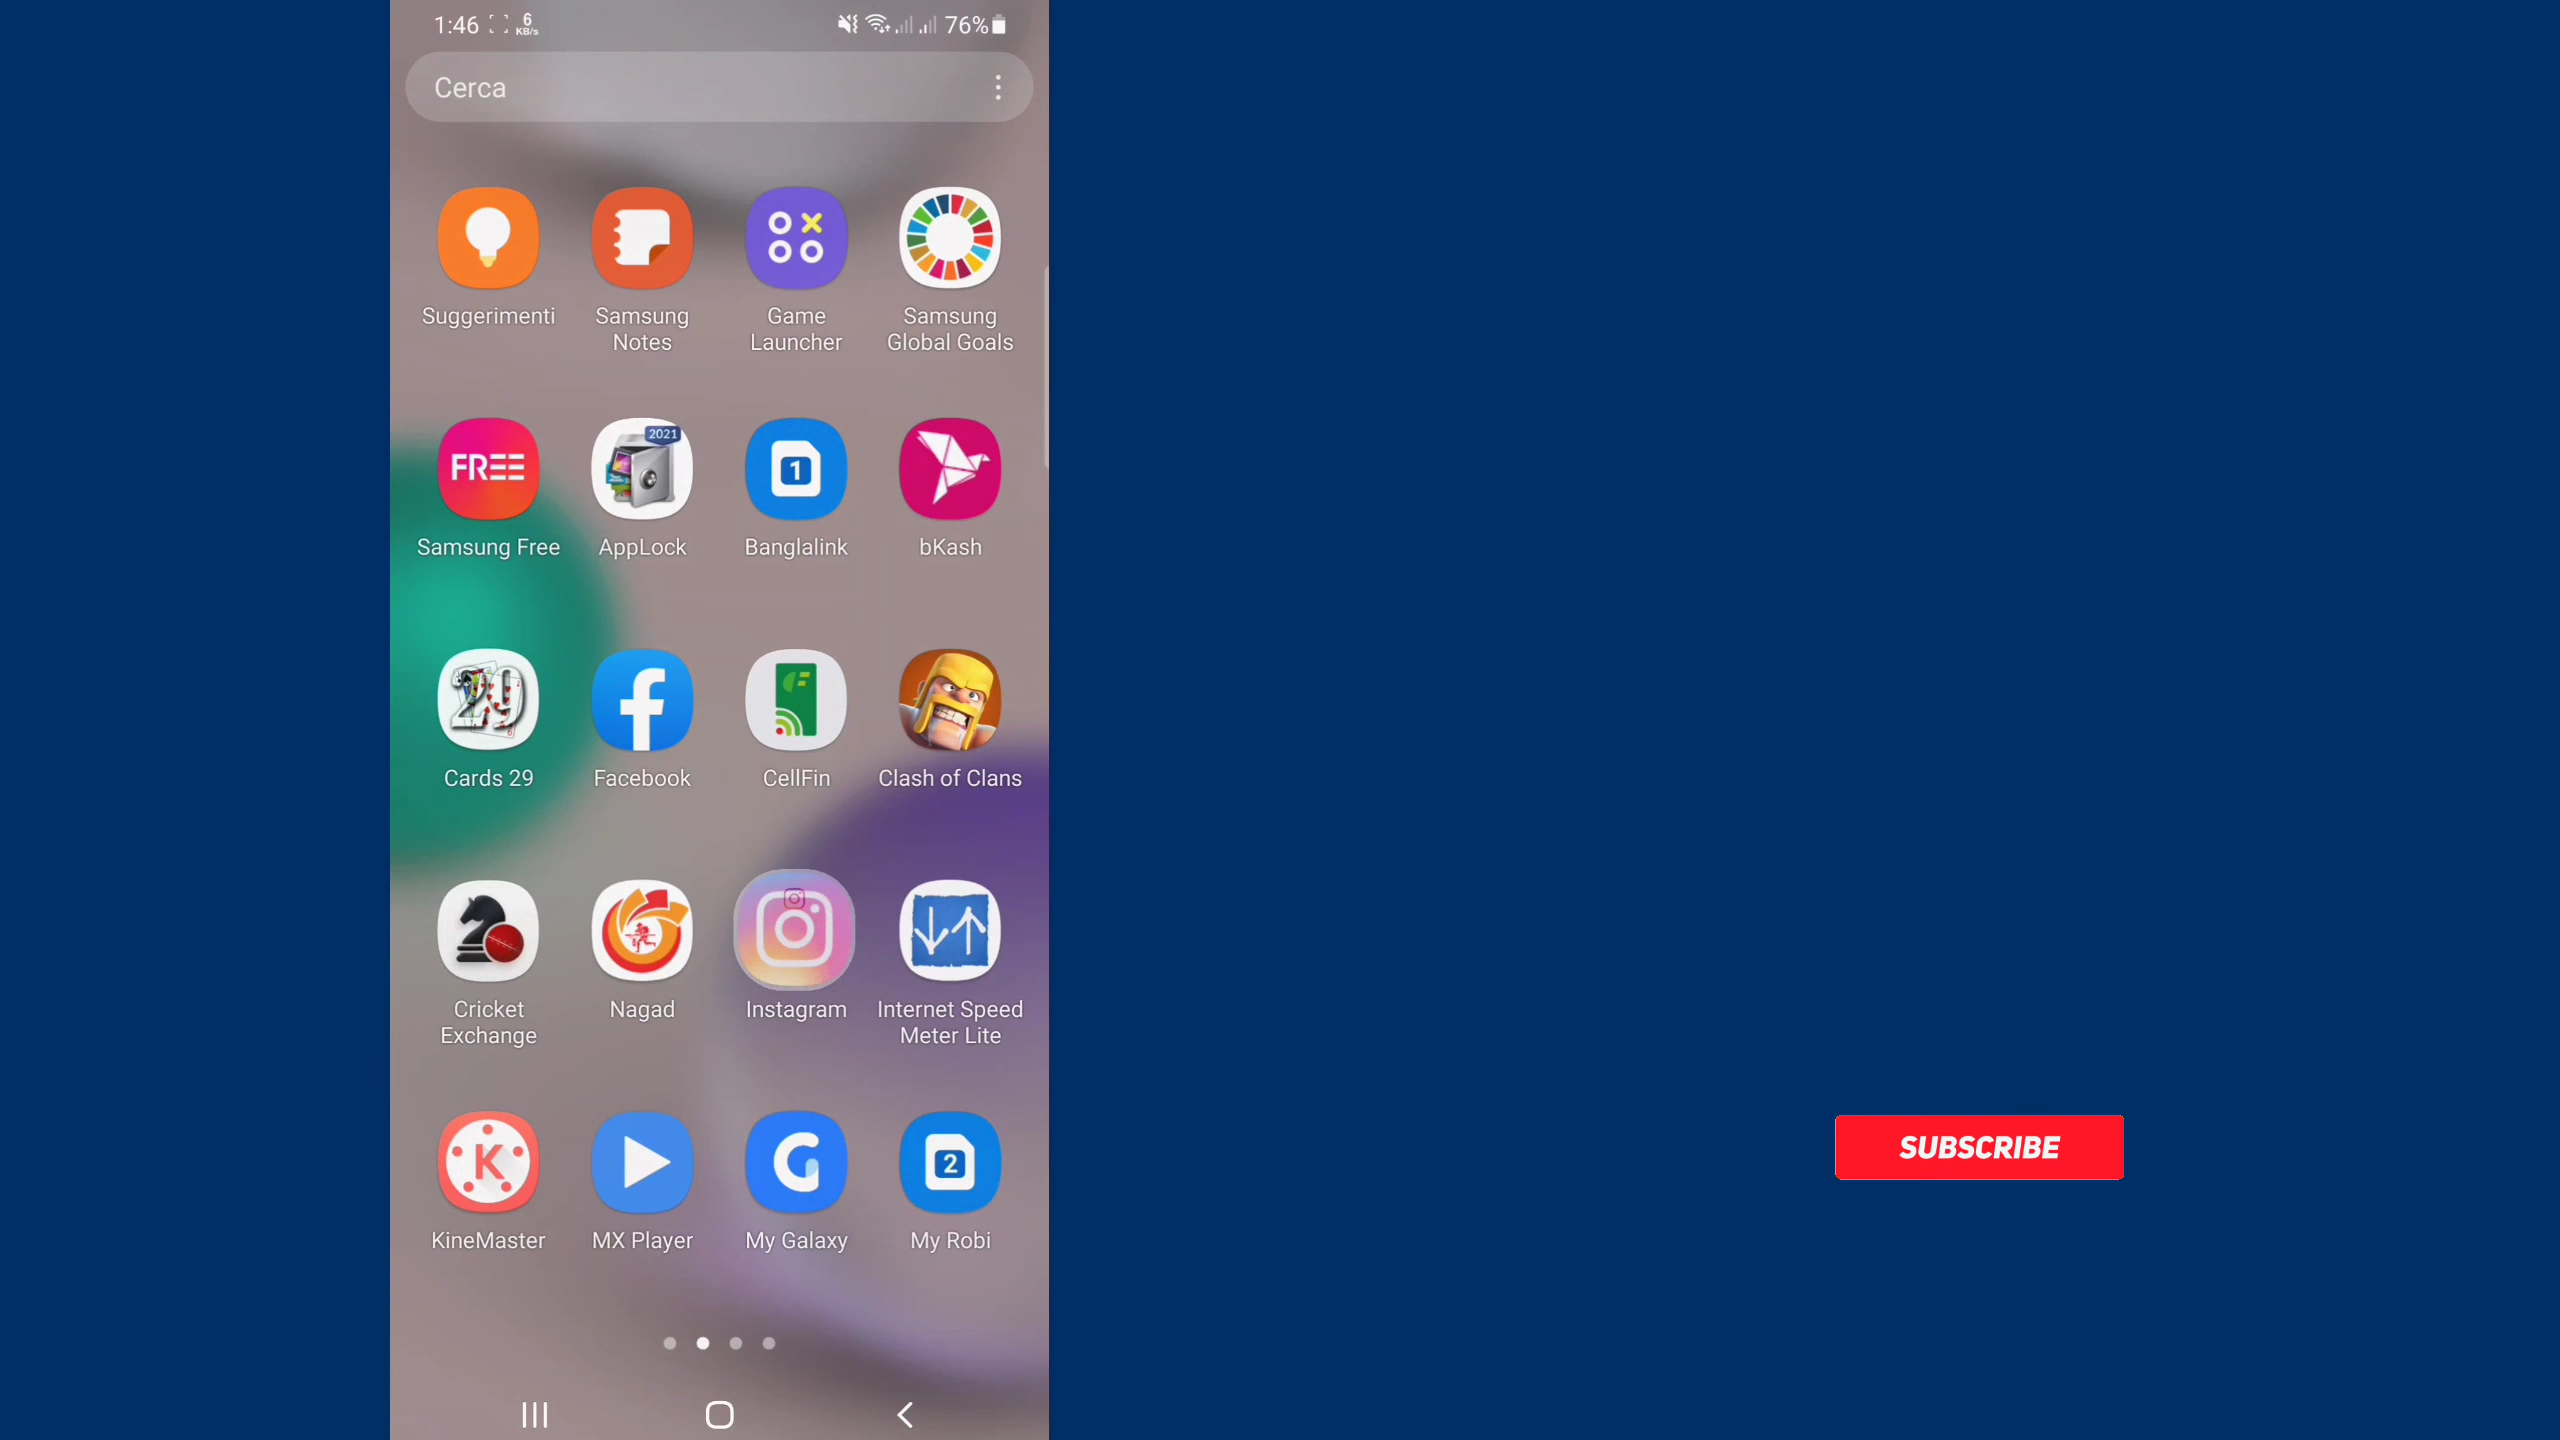 1:46 6 KB/s 76%
Cerca
Suggerimenti
Samsung Notes
Game Launcher
Samsung Global Goals
FREE
2021
1
Samsung Free
AppLock
Banglalink
bKash
29
Cards 29
Facebook
CellFin
Clash of Clans
Cricket Exchange
Nagad
Instagram
Internet Speed Meter Lite
K
G
2
KineMaster
MX Player
My Galaxy
My Robi
SUBSCRIBE